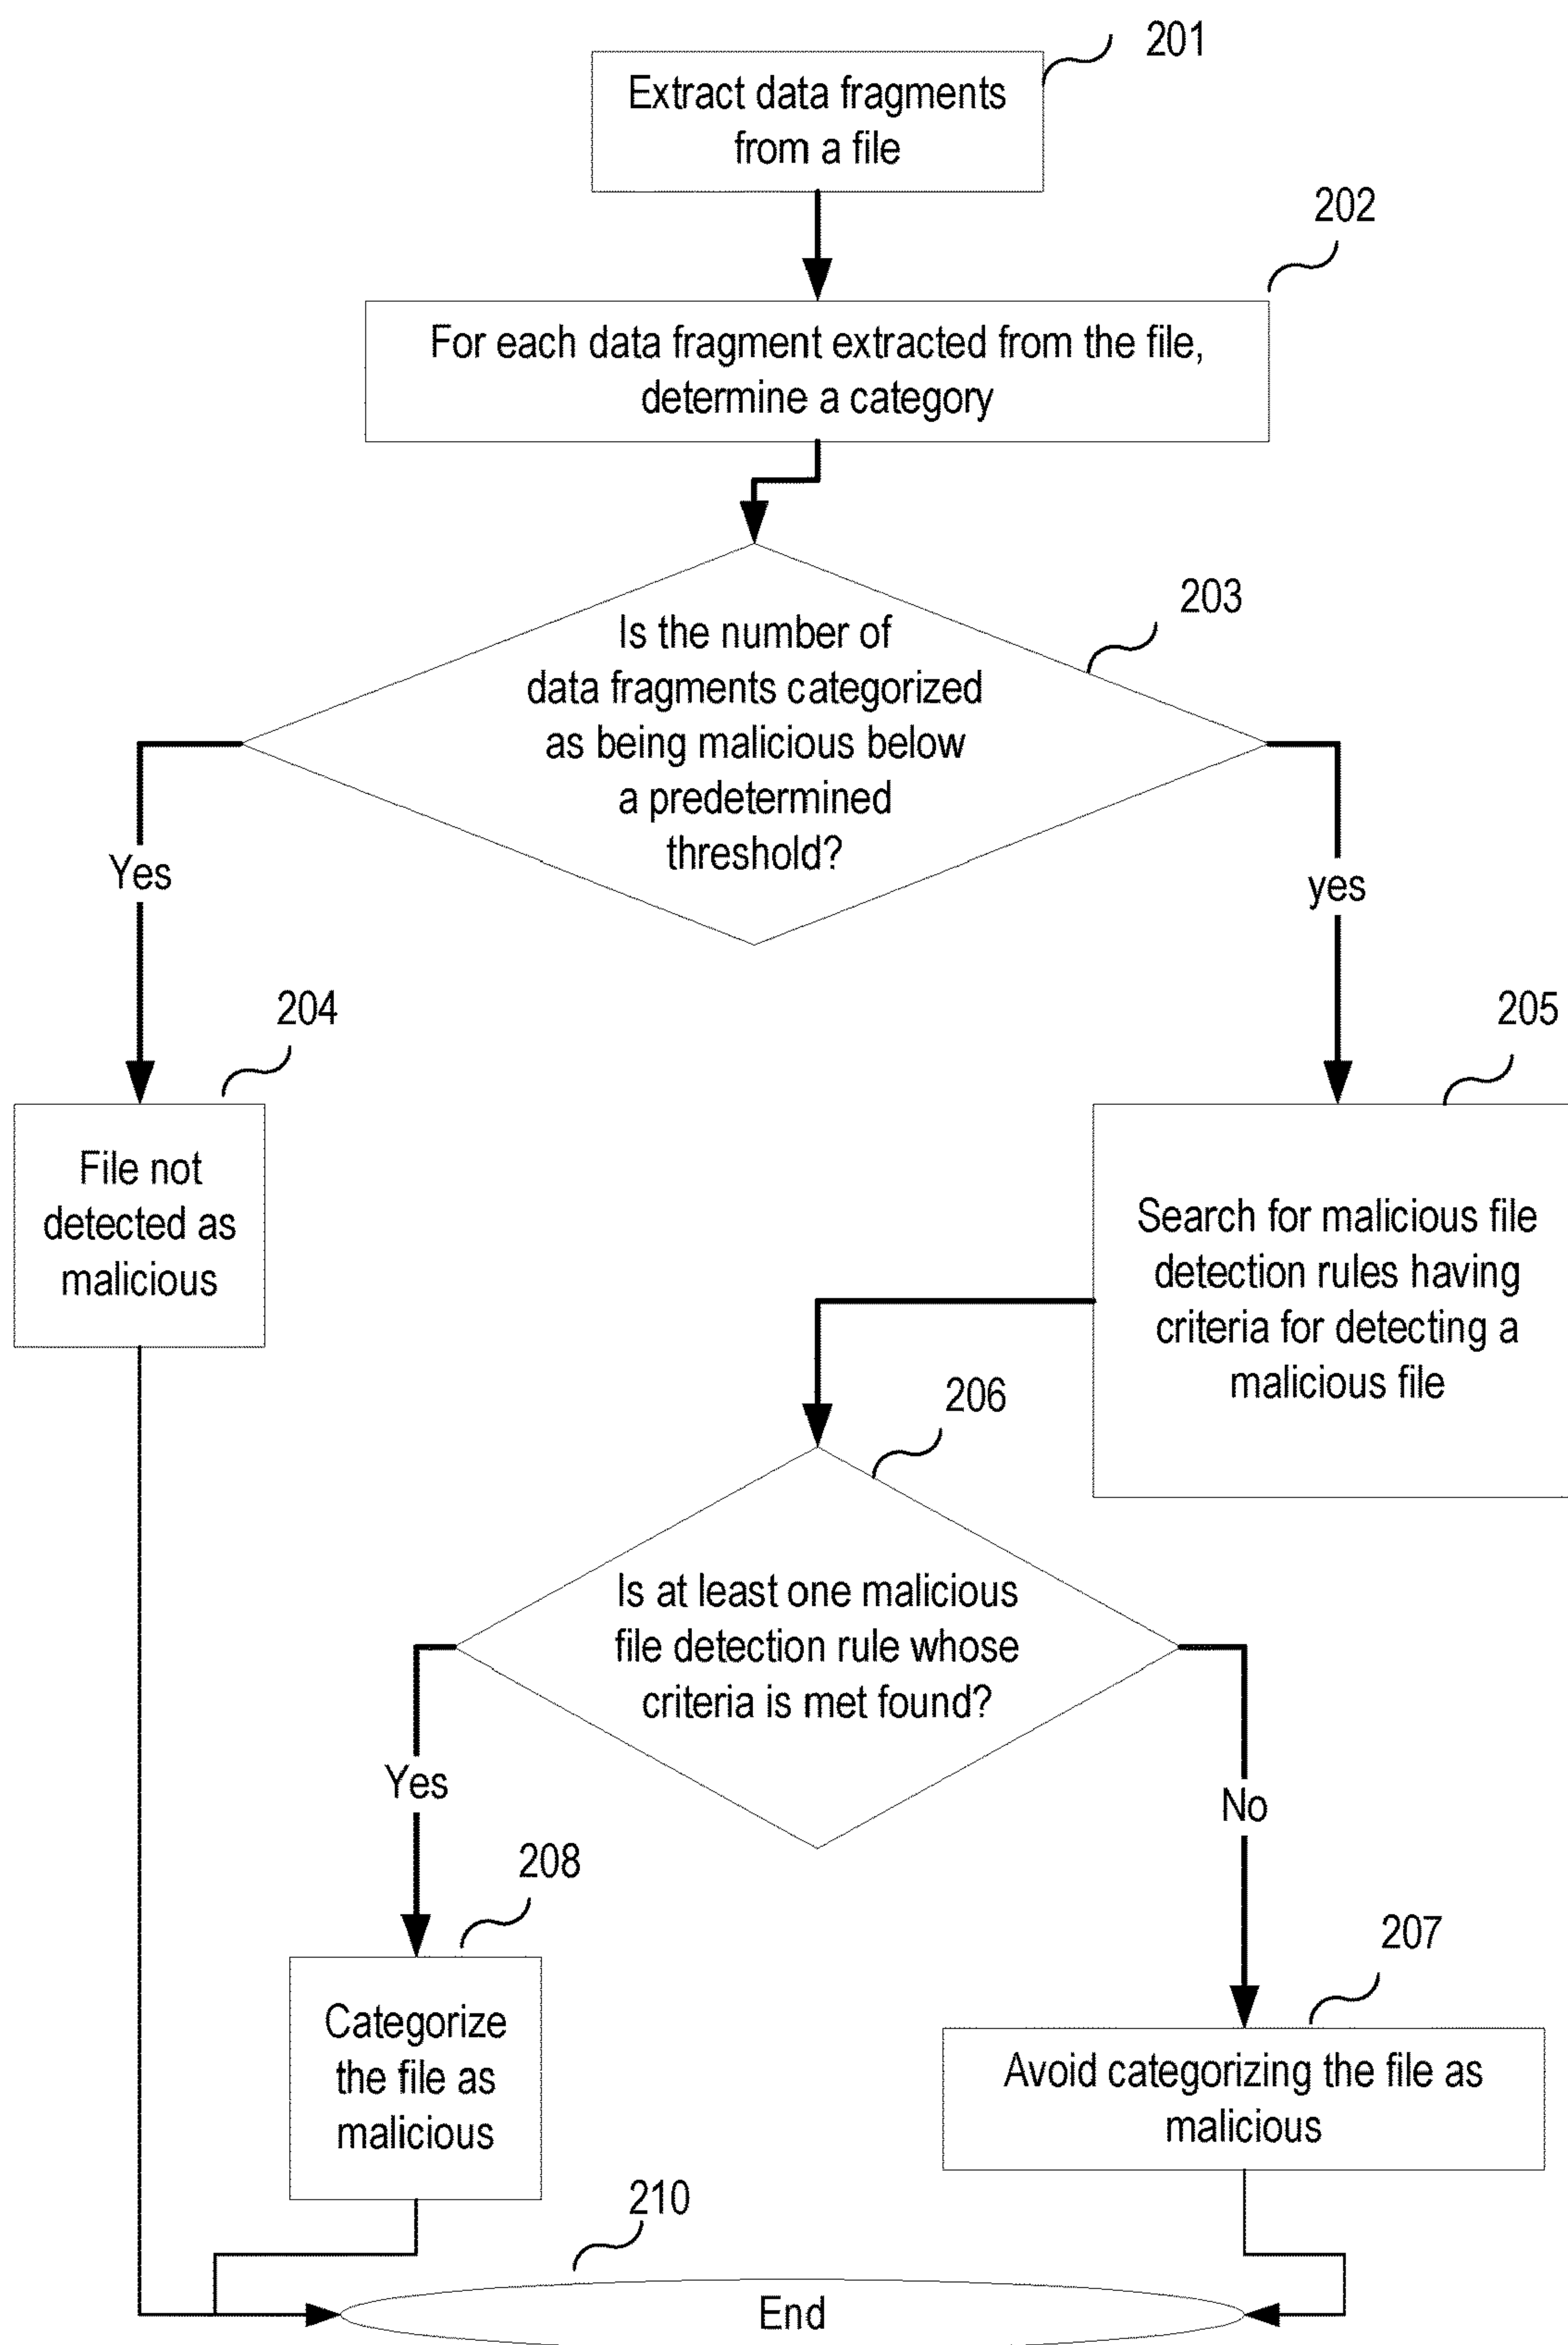 201
Extract data fragments
from a file
202
For each data fragment extracted from the file,
determine a category
203
Is the number of
data fragments categorized
as being malicious below
a predetermined
threshold?
Yes
yes
204
205
File not
detected as
malicious
Search for malicious file
detection rules having
criteria for detecting a
malicious file
206
Is at least one malicious
file detection rule whose
criteria is met found?
Yes
No
208
207
Categorize
the file as
malicious
Avoid categorizing the file as
malicious
210
End